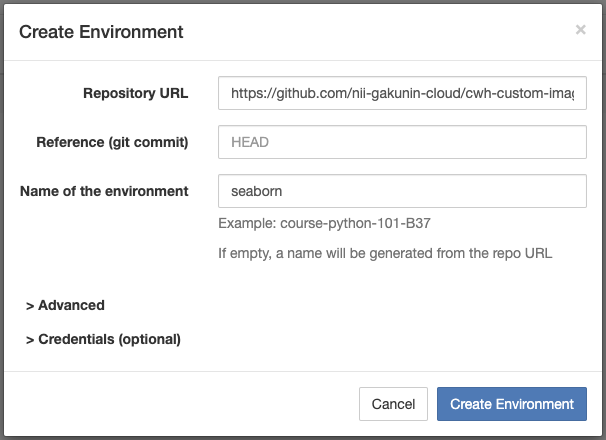 Create Environment ×
Repository URL https://github.com/nii-gakunin-cloud/cwh-custom-imag
Reference (git commit) HEAD
Name of the environment seaborn
Example: course-python-101-B37
If empty, a name will be generated from the repo URL
> Advanced
> Credentials (optional)
Cancel Create Environment